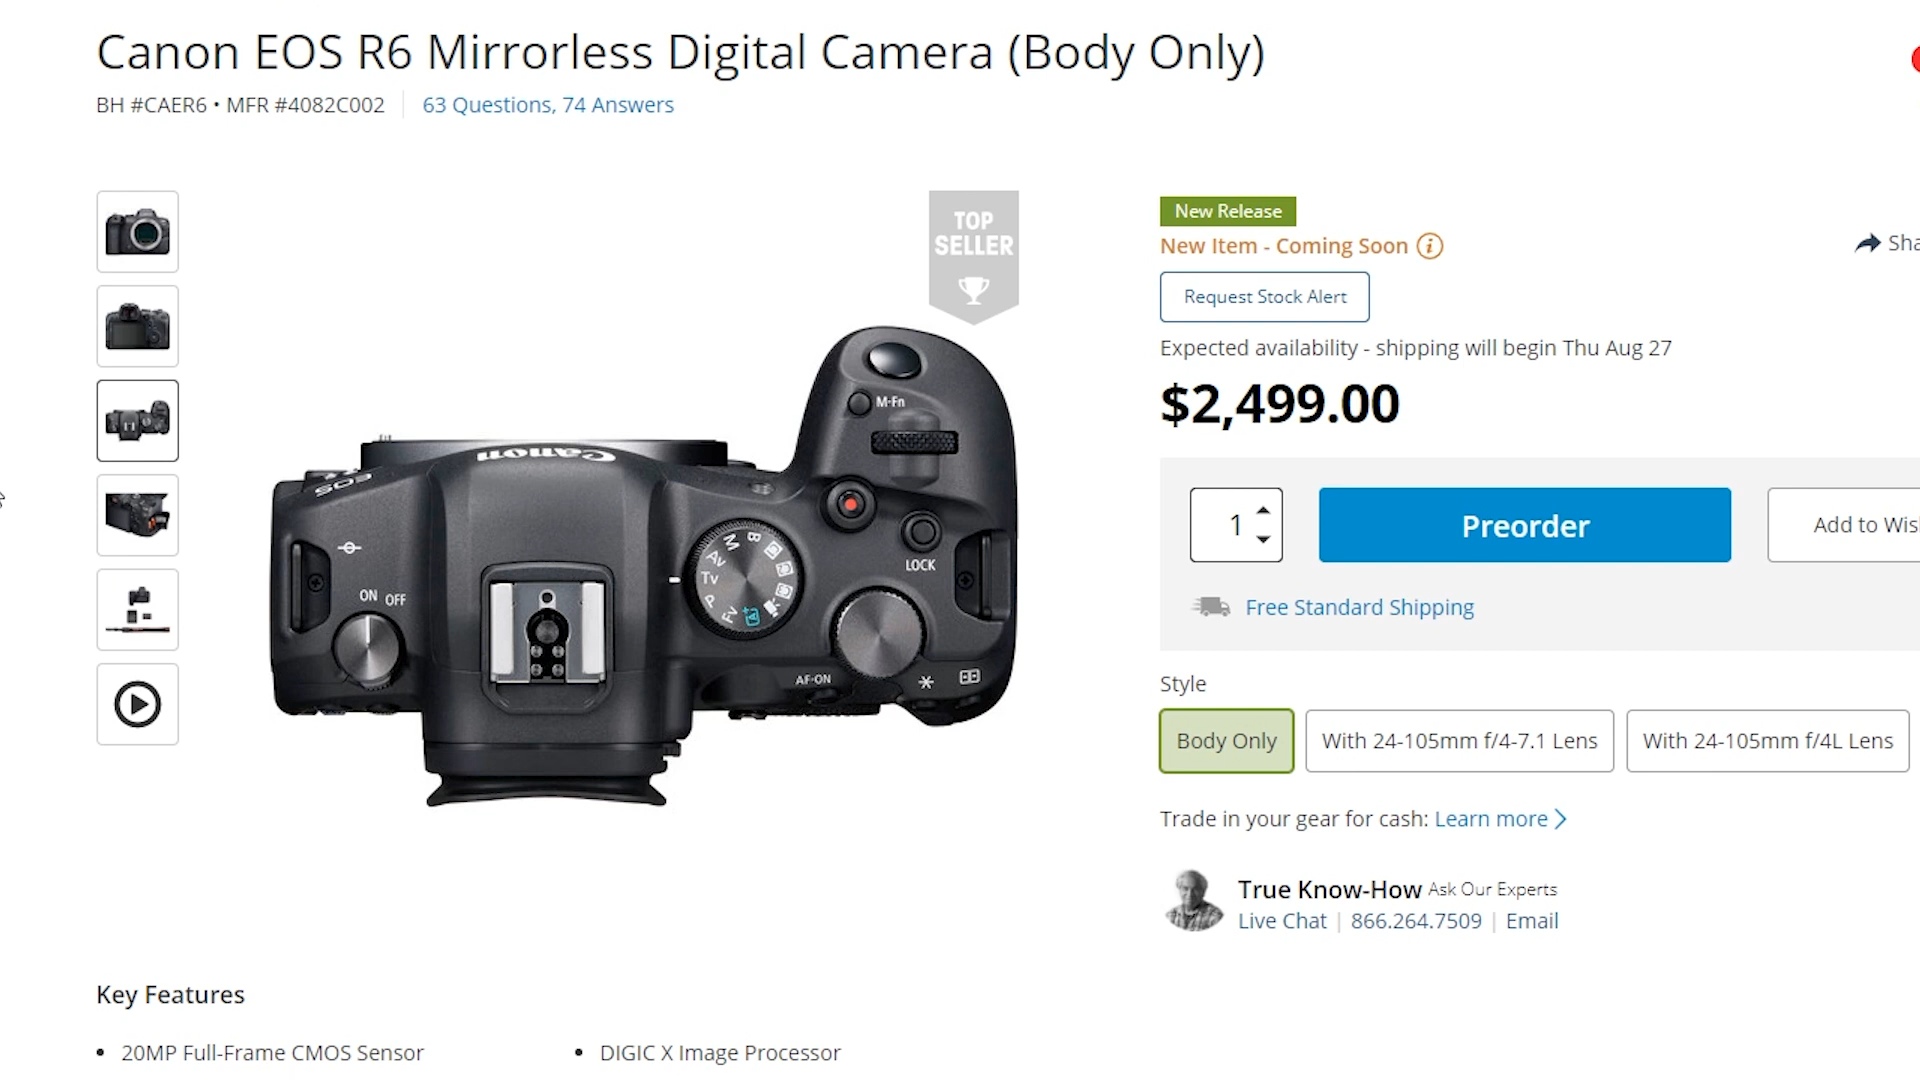 Canon EOS R6 Mirrorless Digital Camera (Body Only)
BH #CAER6 • MFR #4082C002
63 Questions, 74 Answers
TOP
SELLER
Canon
EOS
M-Fn
LOCK
ON OFF
B
M
Av
Tv
P
Fv
A+
AF-ON
New Release
New Item - Coming Soon
Sha
Request Stock Alert
Expected availability - shipping will begin Thu Aug 27
$2,499.00
1
Preorder
Add to Wis
Free Standard Shipping
Style
Body Only
With 24-105mm f/4-7.1 Lens
With 24-105mm f/4L Lens
Trade in your gear for cash: Learn more
True Know-How Ask Our Experts
Live Chat | 866.264.7509 | Email
Key Features
• 20MP Full-Frame CMOS Sensor
• DIGIC X Image Processor